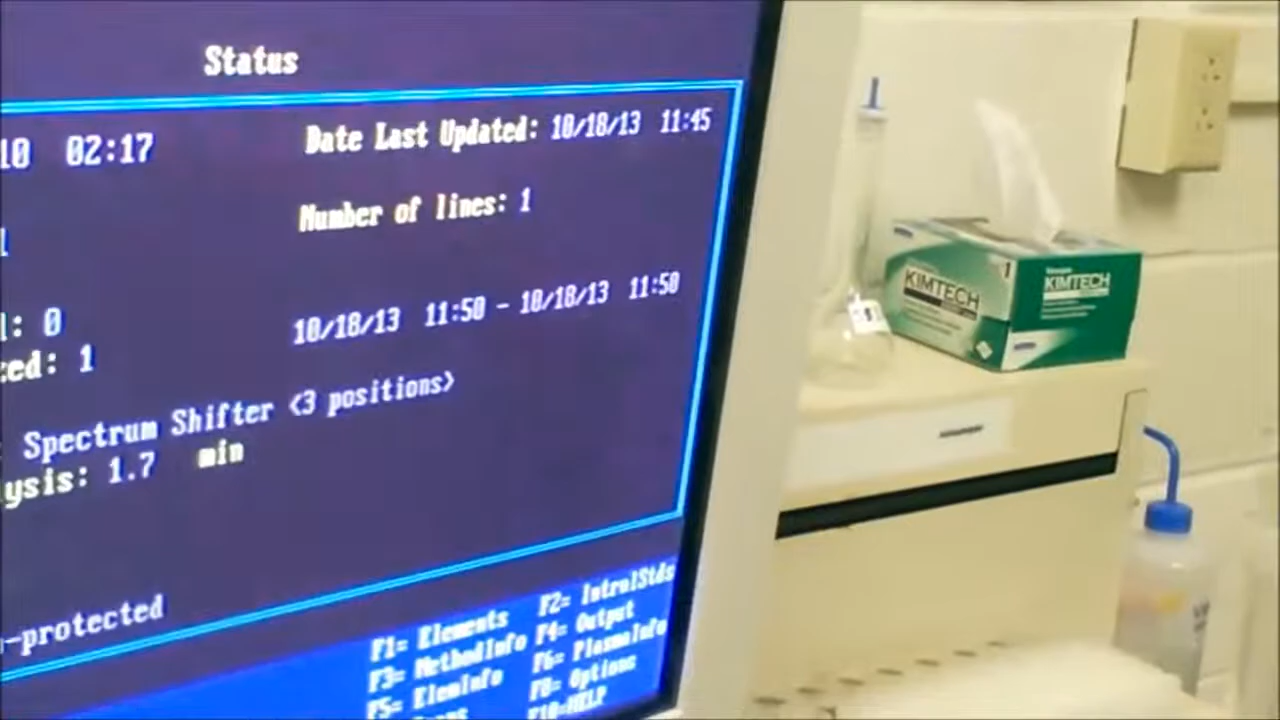 Status
10 02:17
Date Last Updated: 10/18/13 11:45
Number of lines: 1
l: 0
10/18/13 11:50 - 10/18/13 11:50
ed: 1
Spectrum Shifter <3 positions>
ysis: 1.7 min
-protected
F1= Elements F2= IntrnlStds
F3= MethodInfo F4= Output
F5= ElemInfo F6= PlasmaInfo
F8= Options
F10=HELP
KIMTECH
KIMTECH
1